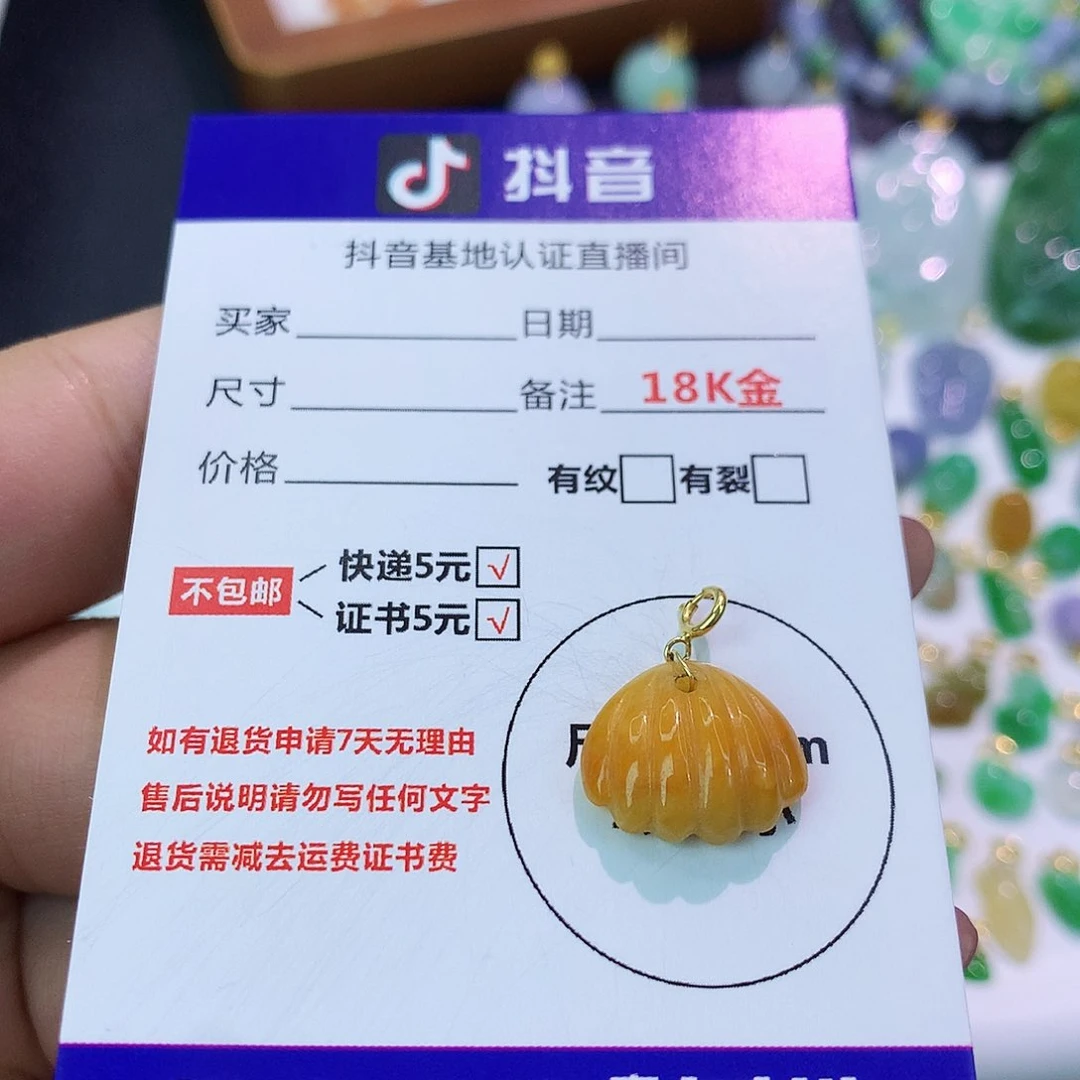 抖音
抖音基地认证直播间
买家 日期
尺寸 备注 18K金
价格 有纹 有裂
不包邮 快递5元 √
证书5元 √
如有退货申请7天无理由
售后说明请勿写任何文字
退货需减去运费证书费